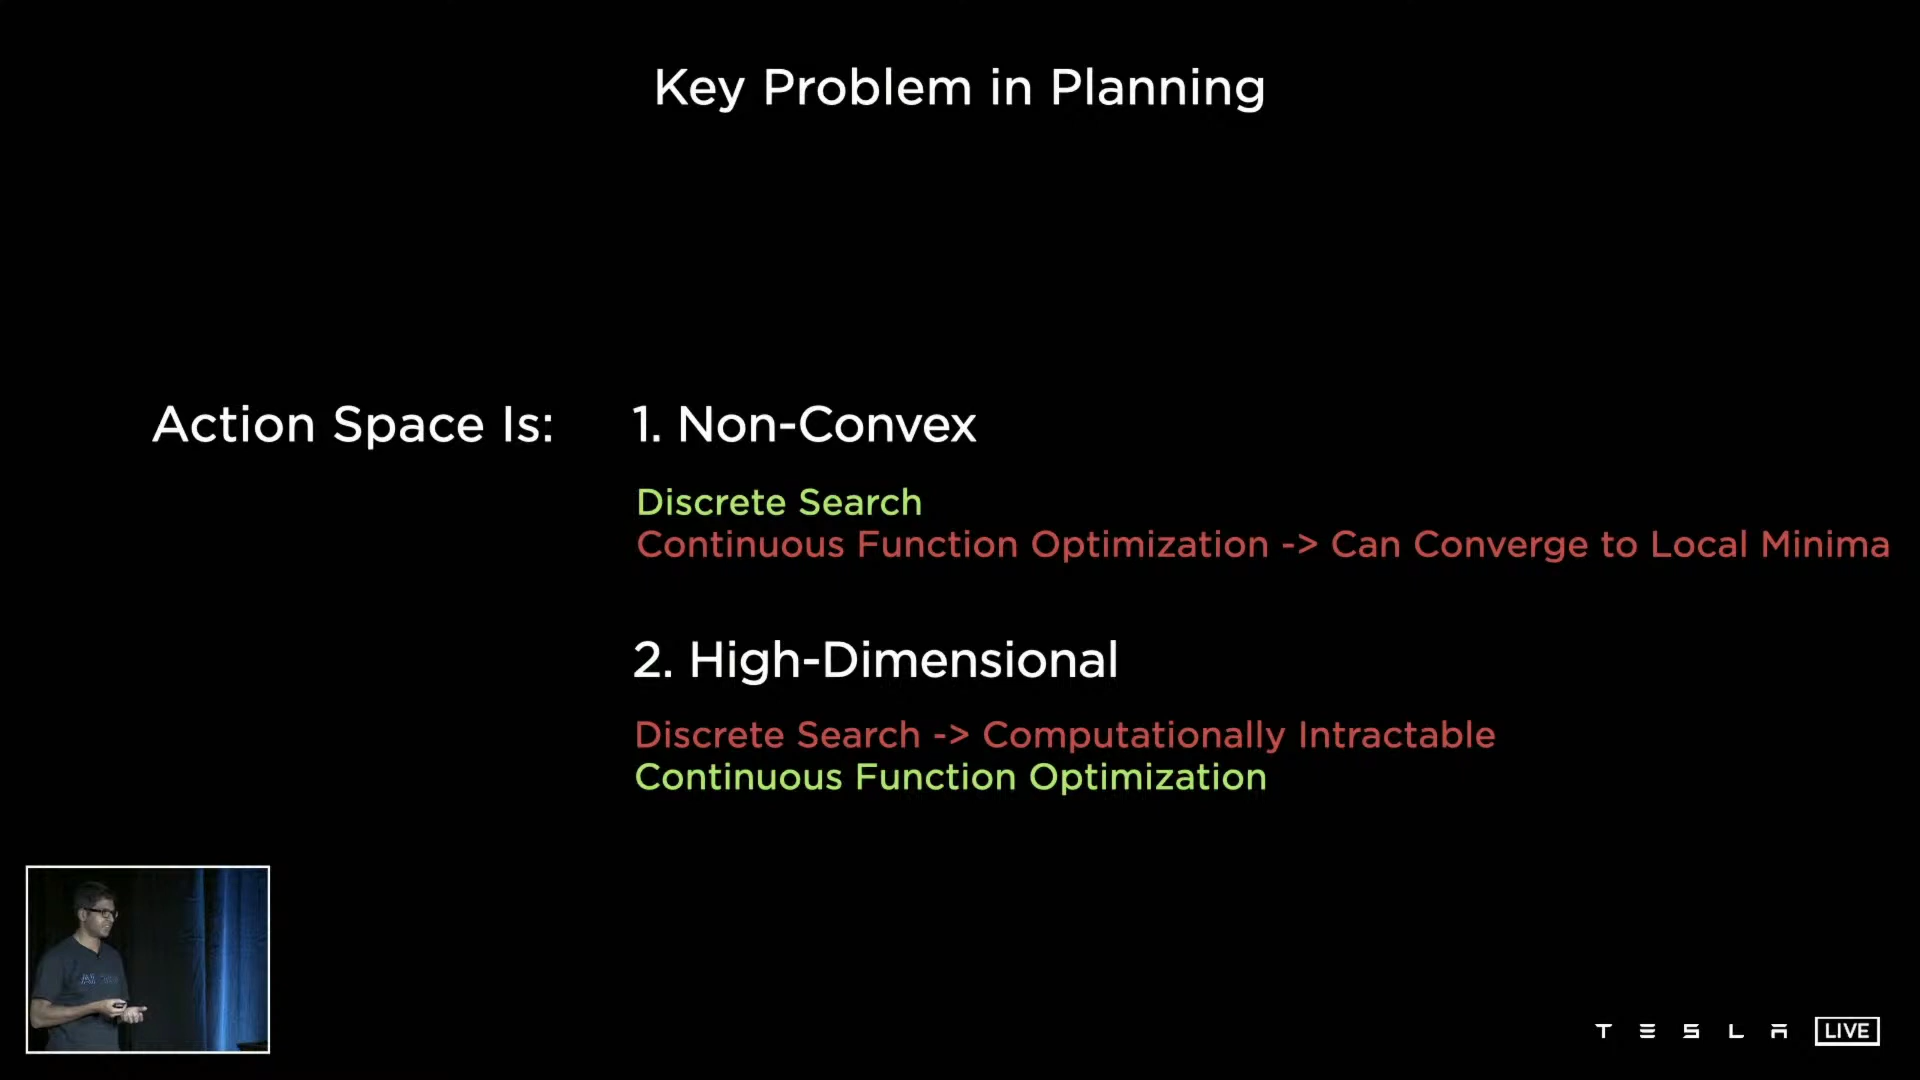 Key Problem in Planning
Action Space Is:
1. Non-Convex
Discrete Search
Continuous Function Optimization -> Can Converge to Local Minima
2. High-Dimensional
Discrete Search -> Computationally Intractable
Continuous Function Optimization
TESLA LIVE